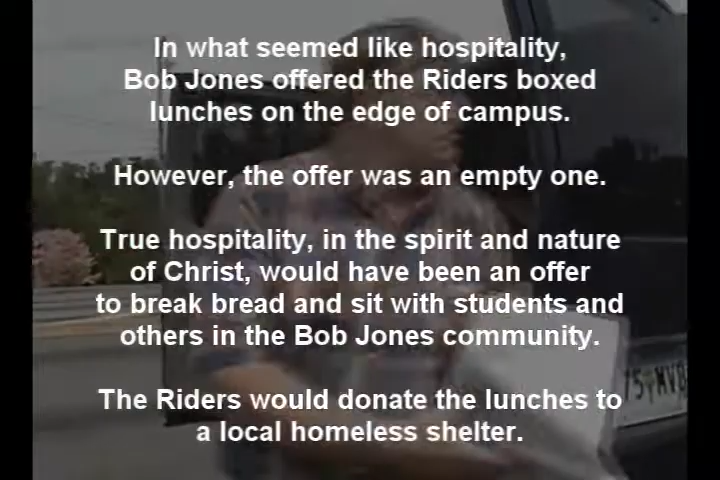 In what seemed like hospitality,
Bob Jones offered the Riders boxed
lunches on the edge of campus.
However, the offer was an empty one.
True hospitality, in the spirit and nature
of Christ, would have been an offer
to break bread and sit with students and
others in the Bob Jones community.
The Riders would donate the lunches to
a local homeless shelter.